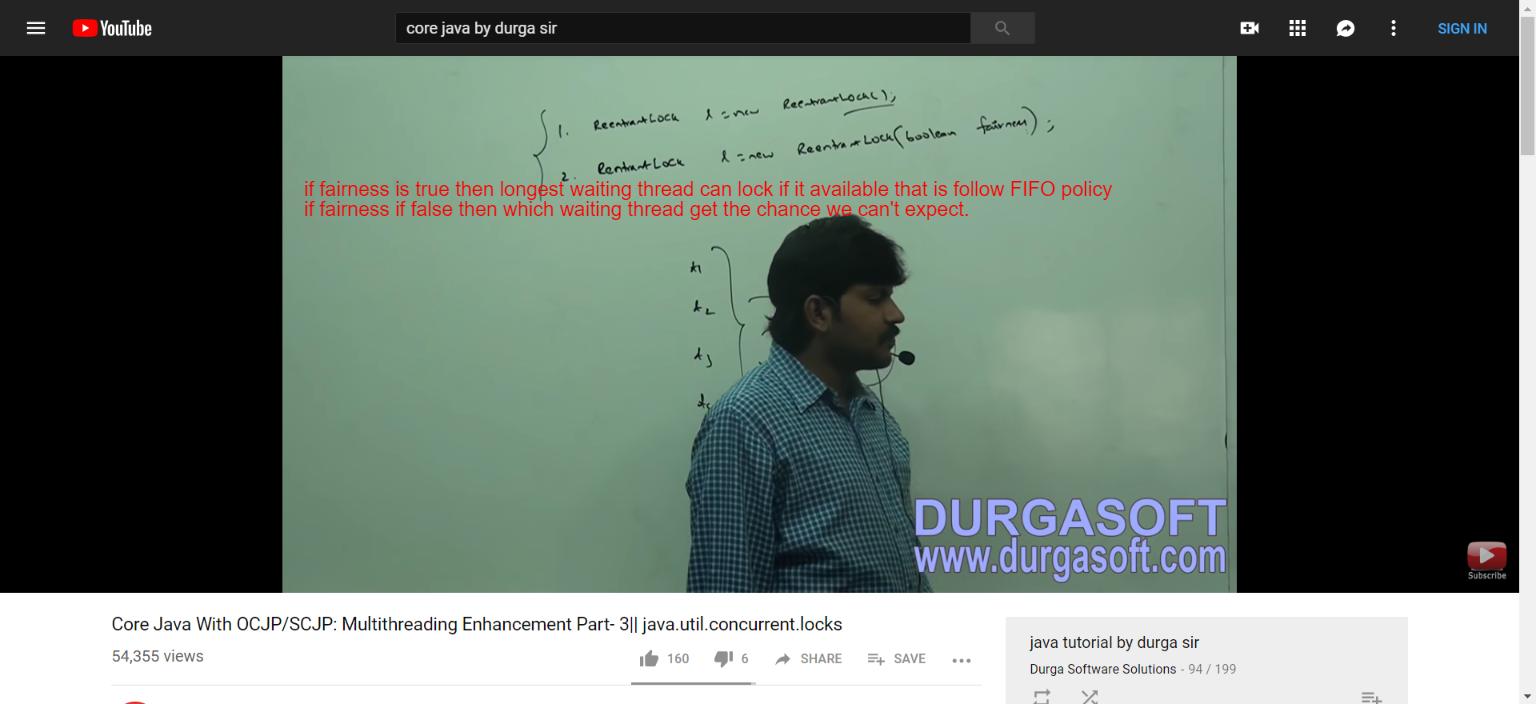 YouTube
core java by durga sir
SIGN IN
1. ReentrantLock l = new ReentrantLock();
2. RentrantLock l = new ReentrantLock(boolean fairness);
if fairness is true then longest waiting thread can lock if it available that is follow FIFO policy
if fairness if false then which waiting thread get the chance we can't expect.
t1
t2
t3
DURGASOFT
www.durgasoft.com
Subscribe
Core Java With OCJP/SCJP: Multithreading Enhancement Part- 3|| java.util.concurrent.locks
54,355 views
160
6
SHARE
SAVE
java tutorial by durga sir
Durga Software Solutions - 94 / 199